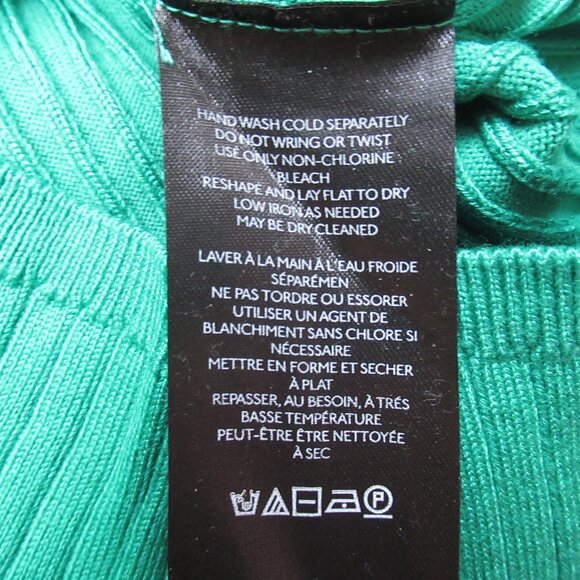 HAND WASH COLD SEPARATELY
DO NOT WRING OR TWIST
USE ONLY NON-CHLORINE
BLEACH
RESHAPE AND LAY FLAT TO DRY
LOW IRON AS NEEDED
MAY BE DRY CLEANED
LAVER À LA MAIN À L'EAU FROIDE
SÉPARÉMEN
NE PAS TORDRE OU ESSORER
UTILISER UN AGENT DE
BLANCHIMENT SANS CHLORE SI
NÉCESSAIRE
METTRE EN FORME ET SECHER
À PLAT
REPASSER, AU BESOIN, À TRÉS
BASSE TEMPÉRATURE
PEUT-ÊTRE ÊTRE NETTOYÉE
À SEC
P